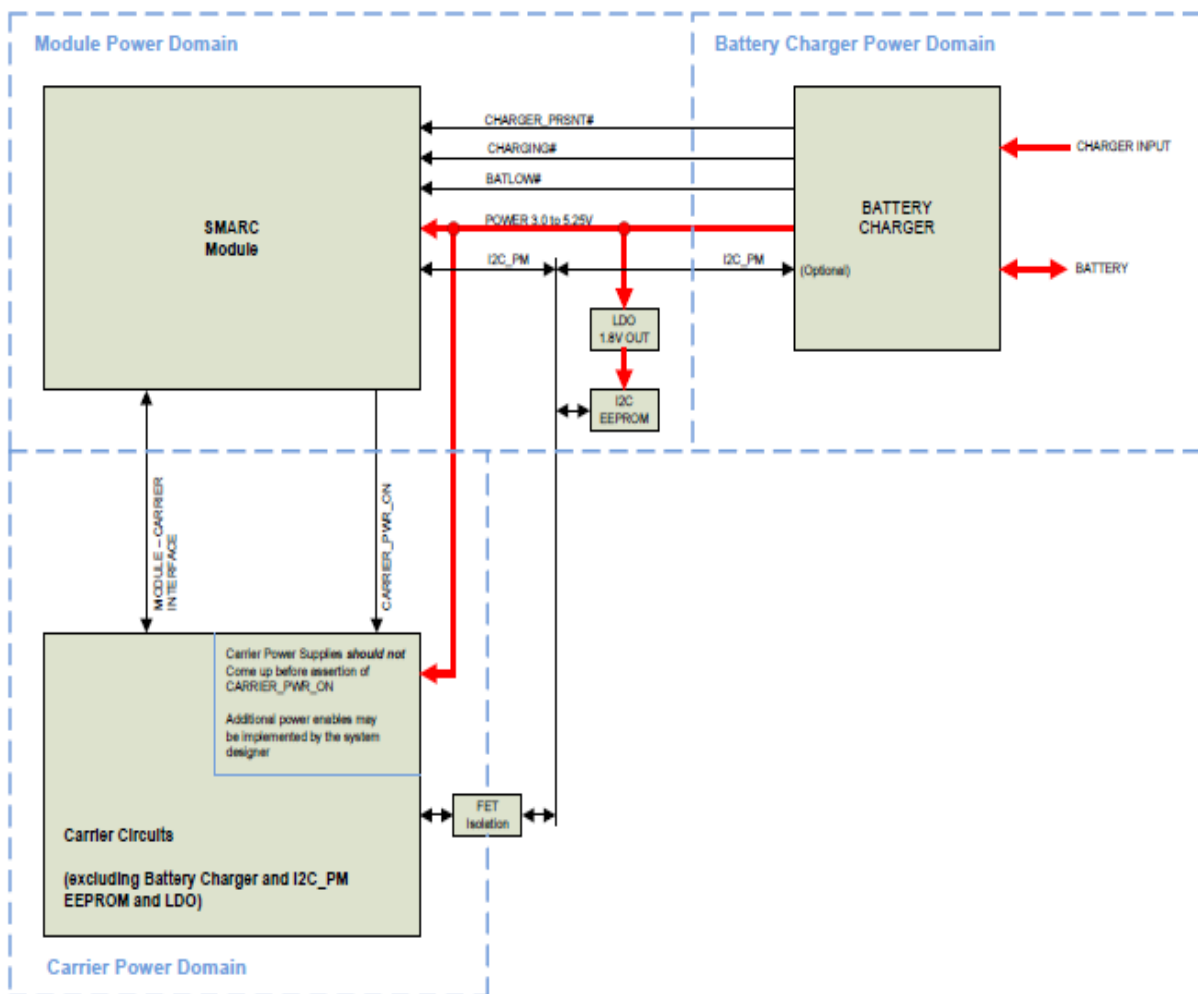 Module Power Domain
Battery Charger Power Domain
CHARGER_PRSNT#
CHARGING#
BATLOW#
POWER 3.0 to 5.25V
I2C_PM
I2C_PM
SMARC
Module
BATTERY
CHARGER
(Optional)
CHARGER INPUT
BATTERY
LDO
1.8V OUT
I2C
EEPROM
MODULE – CARRIER
INTERFACE
CARRIER_PWR_ON
Carrier Power Supplies should not
Come up before assertion of
CARRIER_PWR_ON
Additional power enables may
be implemented by the system
designer
FET
Isolation
Carrier Circuits
(excluding Battery Charger and I2C_PM
EEPROM and LDO)
Carrier Power Domain